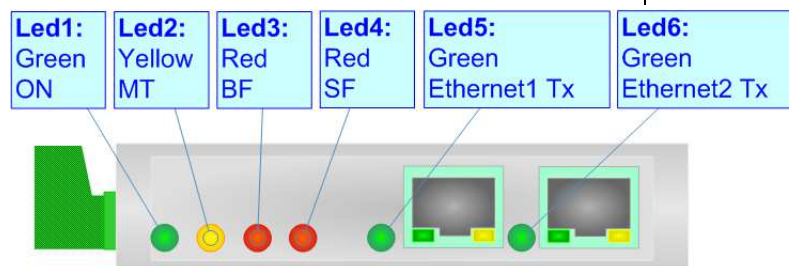 Led1:
Green
ON
Led2:
Yellow
MT
Led3:
Red
BF
Led4:
Red
SF
Led5:
Green
Ethernet1 Tx
Led6:
Green
Ethernet2 Tx